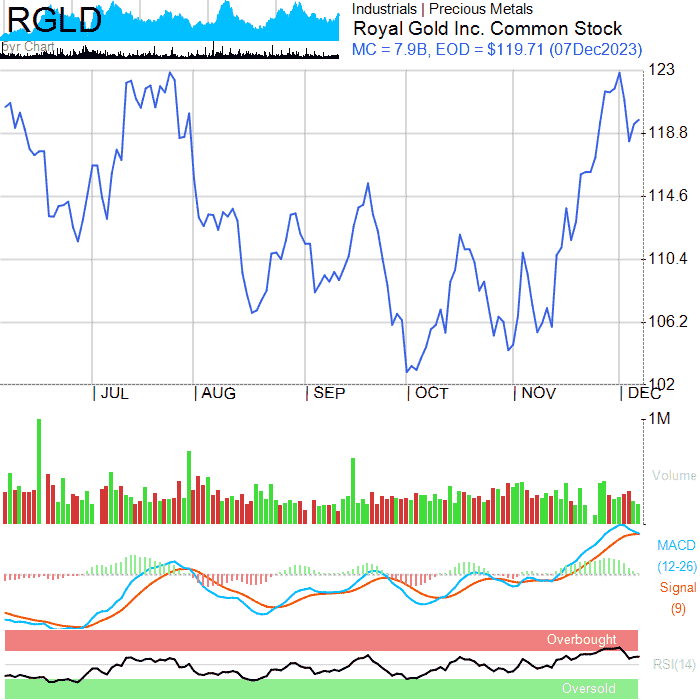 RGLD
5yr Chart
Industrials | Precious Metals
Royal Gold Inc. Common Stock
MC = 7.9B, EOD = $119.71 (07Dec2023)
123
118.8
114.6
110.4
106.2
102
| JUL | AUG | SEP | OCT | NOV | DEC
1M
Volume
MACD
(12-26)
Signal
(9)
Overbought
RSI(14)
Oversold